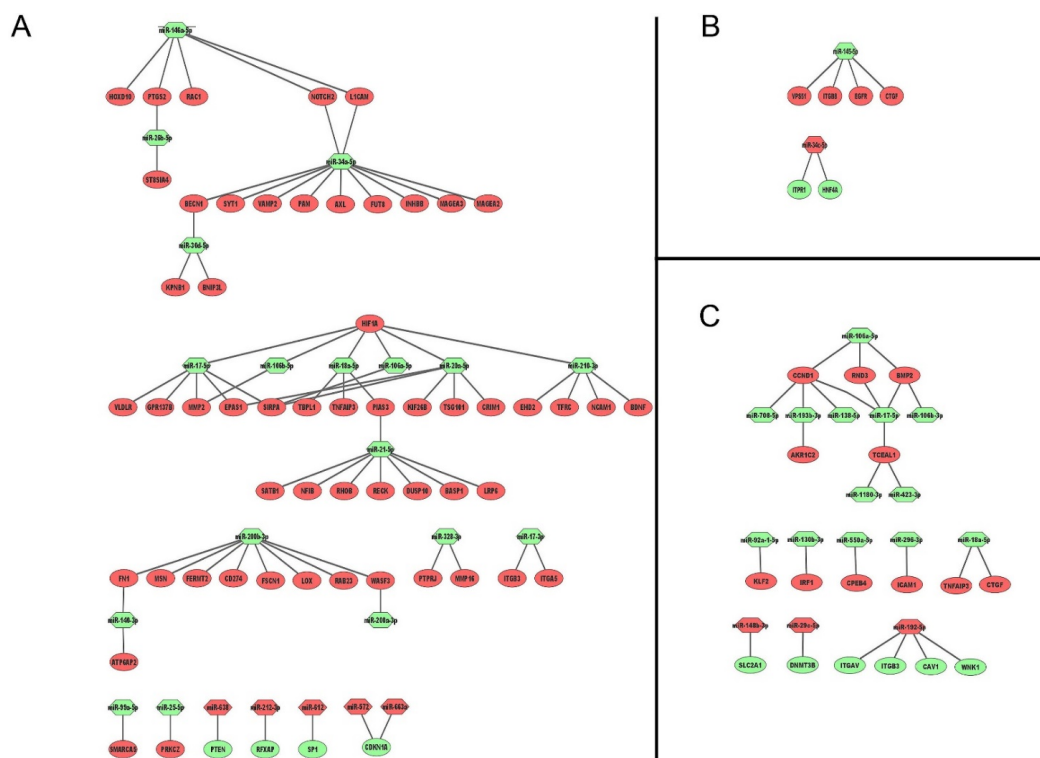 A
miR-146a-5p
HOXD10 PTGS2 RAC1 NOTCH2 L1CAM
miR-26b-5p
miR-34a-5p
ST8SIA4
BECN1 SYT1 VAMP2 PAM AXL FUT8 INHBB MAGEA3 MAGEA2
miR-30d-5p
KPNB1 BNIP3L
HIF1A
miR-17-5p miR-106b-5p miR-18a-5p miR-106a-5p miR-20a-5p miR-210-3p
VLDLR GPR137B MMP2 EPAS1 SIRPA TBPL1 TNFAIP3 PIAS3 KIF26B TSG101 CRIM1 EHD2 TFRC NCAM1 BDNF
miR-21-5p
SATB1 NFIB RHOB RECK DUSP10 BASP1 LRP6
miR-200b-3p miR-328-3p miR-17-3p
FN1 MSN FERMT2 CD274 FSCN1 LOX RAB23 WASF3 PTPRJ MMP16 ITGB3 ITGA5
miR-200a-3p
ATP6AP2
miR-99a-5p miR-25-5p miR-638 miR-212-3p miR-612 miR-572 miR-663a
SMARCA5 PRKCZ PTEN RFXAP SP1 CDKN1A
B
miR-145-5p
VPS51 ITGB8 EGFR CTGF
miR-34c-5p
ITPR1 HNF4A
C
miR-106a-5p
CCND1 RND3 BMP2
miR-708-5p miR-193b-3p miR-138-5p miR-17-5p miR-106b-3p
AKR1C2 TCEAL1
miR-1180-3p miR-423-3p
miR-92a-1-5p miR-130b-3p miR-550a-5p miR-296-3p miR-18a-5p
KLF2 IRF1 CPEB4 ICAM1 TNFAIP3 CTGF
miR-148b-3p miR-29c-5p miR-192-5p
SLC2A1 DNMT3B ITGAV ITGB3 CAV1 WNK1